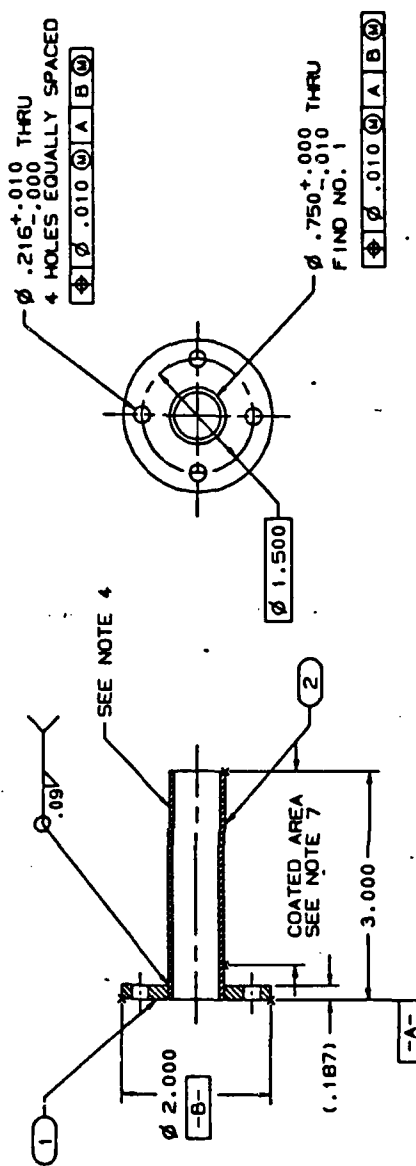 Ø .216 +.010 -.000 THRU
4 HOLES EQUALLY SPACED
⌖ Ø .010 Ⓜ A B Ⓜ
Ø .750 +.000 -.010 THRU
FIND NO. 1
⌖ Ø .010 Ⓜ A B Ⓜ
Ø 1.500
.09
SEE NOTE 4
1
2
COATED AREA
SEE NOTE 7
3.000
Ø 2.000
-B-
(.187)
-A-